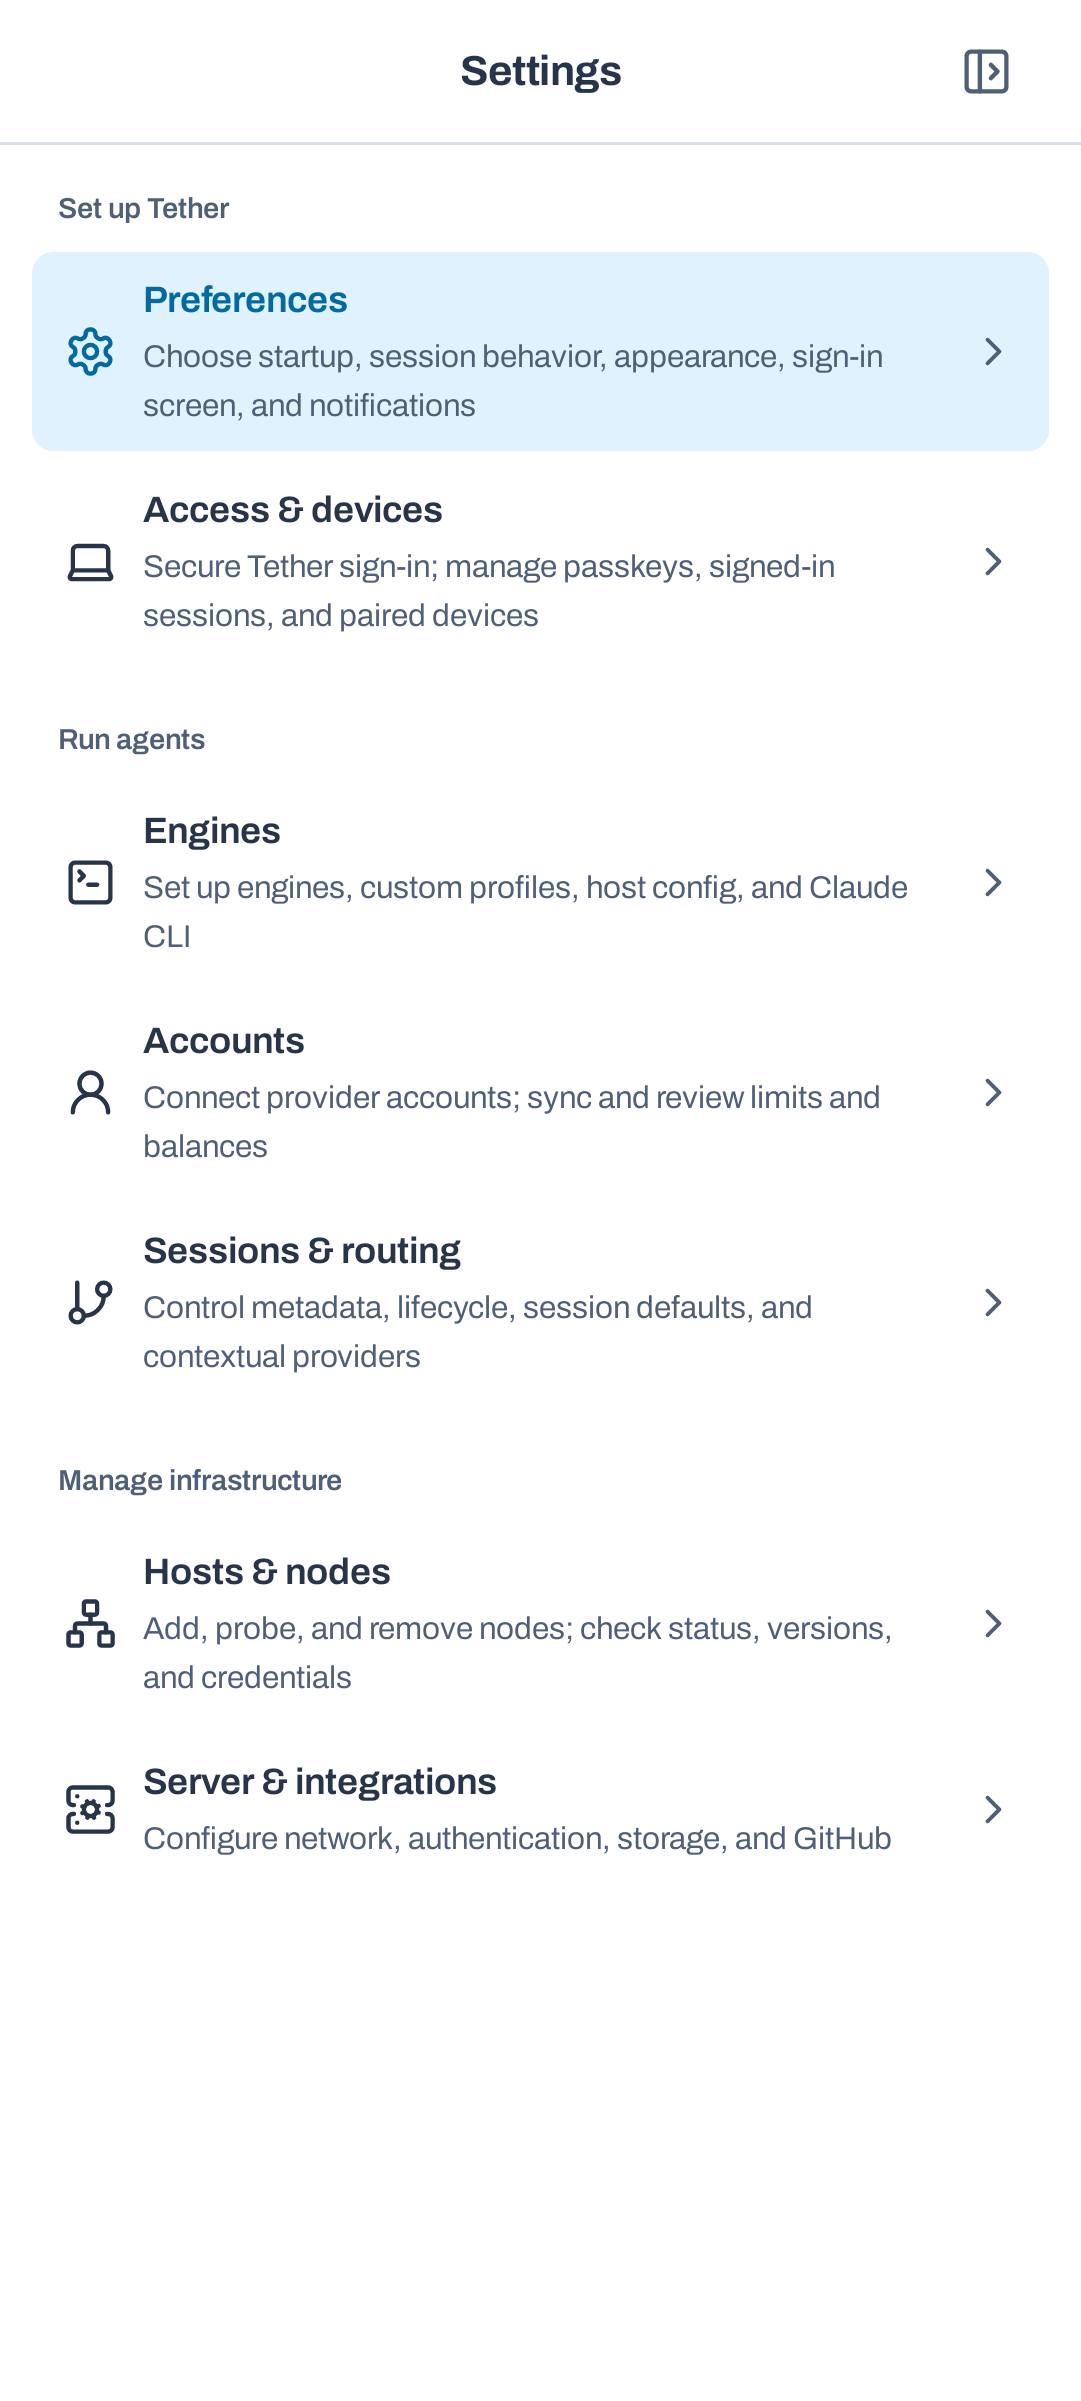 Settings
Set up Tether
Preferences
Choose startup, session behavior, appearance, sign-in
screen, and notifications
Access & devices
Secure Tether sign-in; manage passkeys, signed-in
sessions, and paired devices
Run agents
Engines
Set up engines, custom profiles, host config, and Claude
CLI
Accounts
Connect provider accounts; sync and review limits and
balances
Sessions & routing
Control metadata, lifecycle, session defaults, and
contextual providers
Manage infrastructure
Hosts & nodes
Add, probe, and remove nodes; check status, versions,
and credentials
Server & integrations
Configure network, authentication, storage, and GitHub